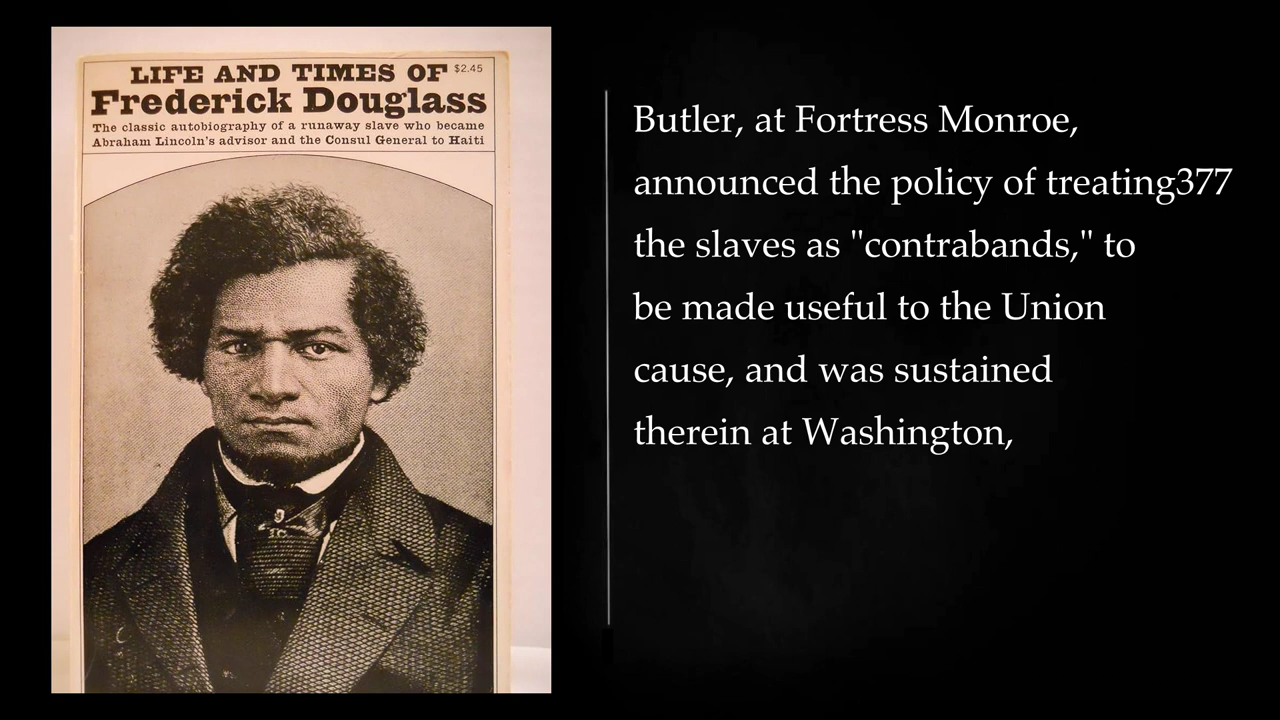 LIFE AND TIMES OF $2.45
Frederick Douglass
The classic autobiography of a runaway slave who became
Abraham Lincoln's advisor and the Consul General to Haiti
Butler, at Fortress Monroe,
announced the policy of treating377
the slaves as "contrabands," to
be made useful to the Union
cause, and was sustained
therein at Washington,